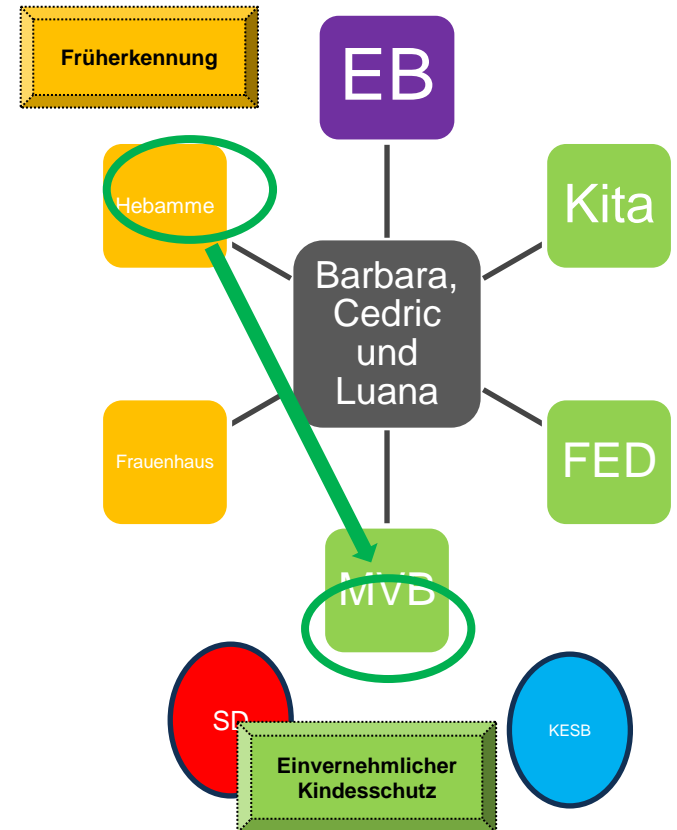 Früherkennung
EB
Hebamme
Kita
Barbara,
Cedric
und
Luana
Frauenhaus
FED
MVB
SD
KESB
Einvernehmlicher
Kindesschutz